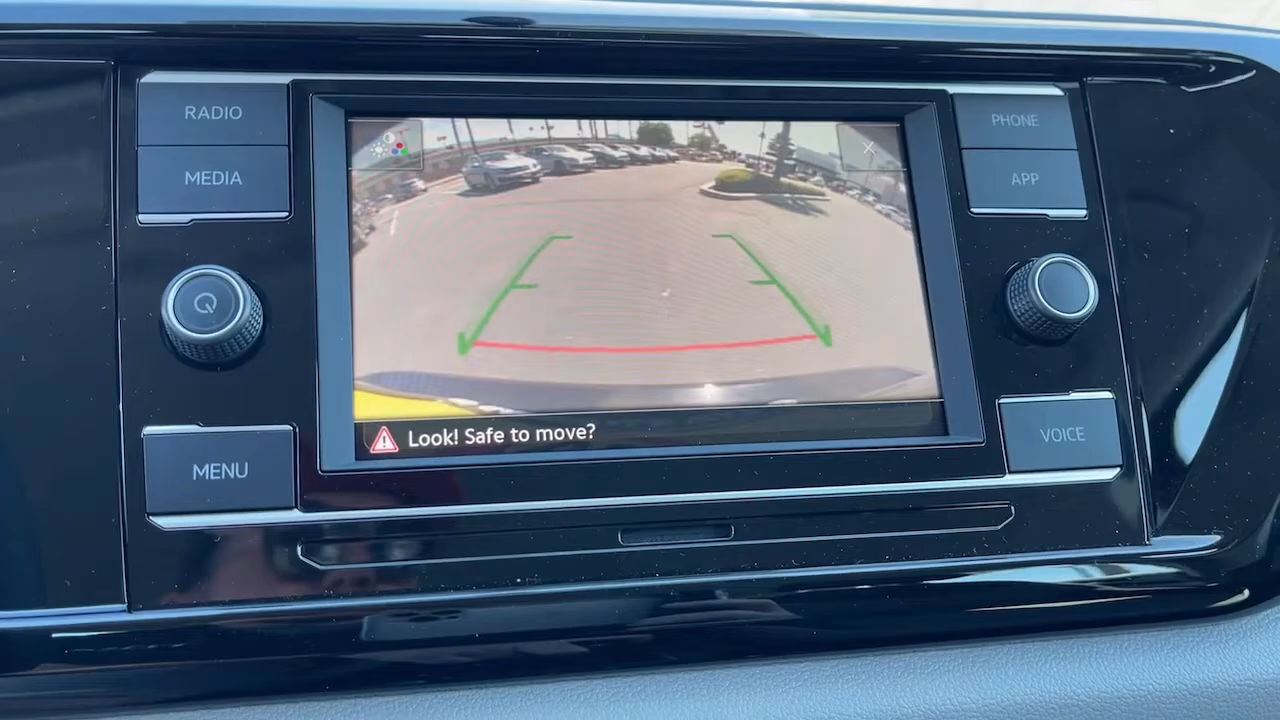 RADIO
MEDIA
PHONE
APP
Look! Safe to move?
MENU
VOICE